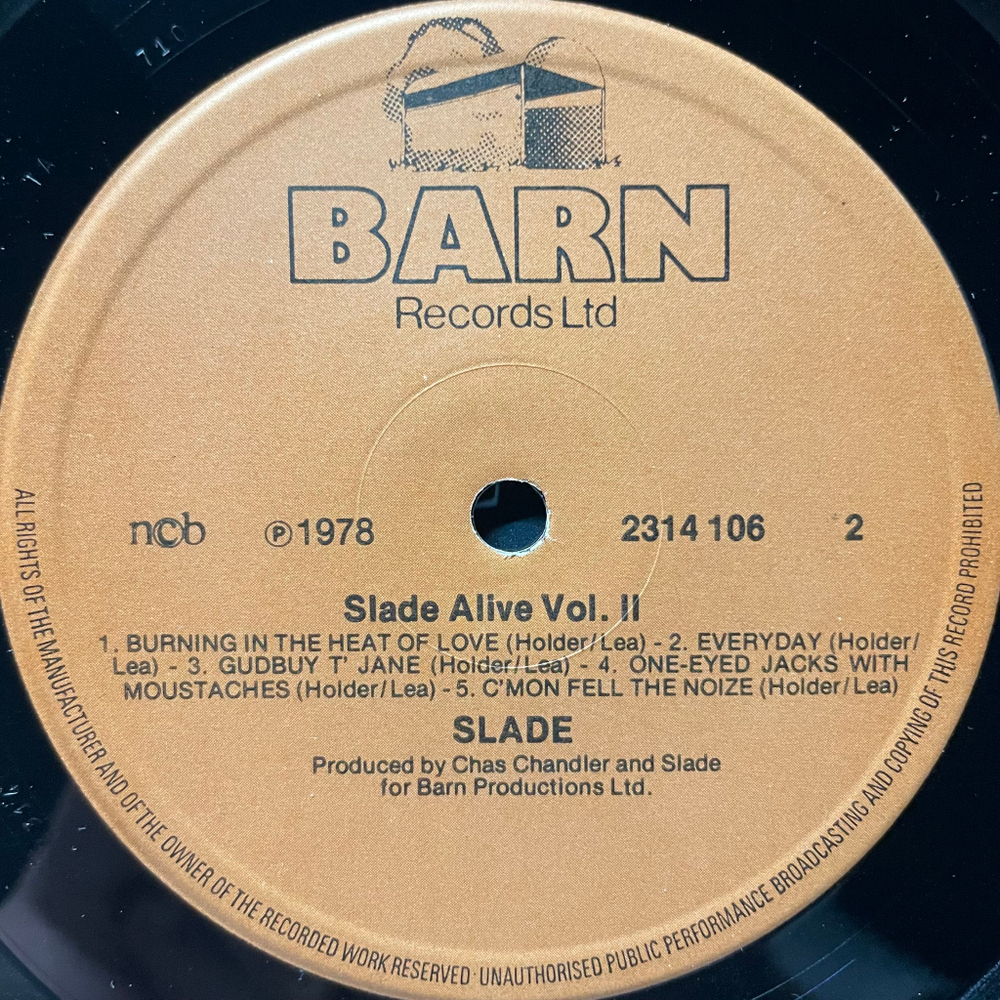 710
BARN
Records Ltd
ncb ℗1978 2314 106 2
Slade Alive Vol. II
1. BURNING IN THE HEAT OF LOVE (Holder/Lea) - 2. EVERYDAY (Holder/
Lea) - 3. GUDBUY T' JANE (Holder/Lea) - 4. ONE-EYED JACKS WITH
MOUSTACHES (Holder/Lea) - 5. C'MON FELL THE NOIZE (Holder/Lea)
SLADE
Produced by Chas Chandler and Slade
for Barn Productions Ltd.
ALL RIGHTS OF THE MANUFACTURER AND OF THE OWNER OF THE RECORDED WORK RESERVED · UNAUTHORISED PUBLIC PERFORMANCE BROADCASTING AND COPYING OF THIS RECORD PROHIBITED